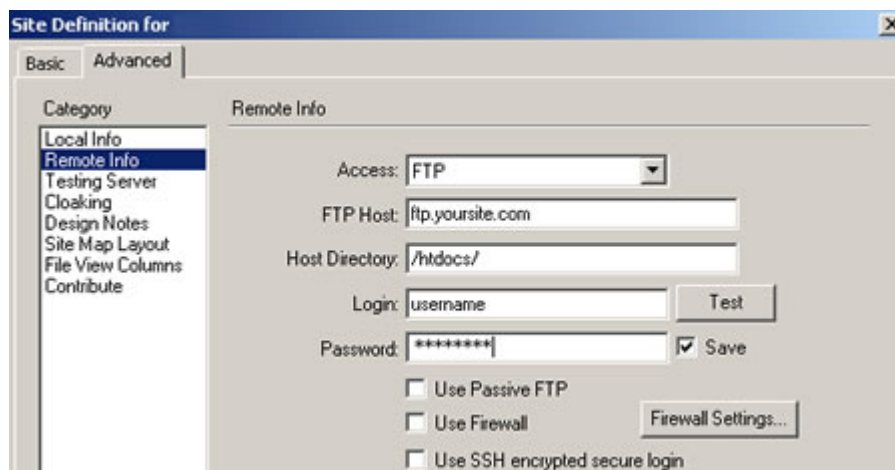 Site Definition for
Basic Advanced
Category
Local Info
Remote Info
Testing Server
Cloaking
Design Notes
Site Map Layout
File View Columns
Contribute
Remote Info
Access: FTP
FTP Host: ftp.yoursite.com
Host Directory: /htdocs/
Login: username Test
Password: ******** Save
Use Passive FTP
Use Firewall Firewall Settings...
Use SSH encrypted secure login